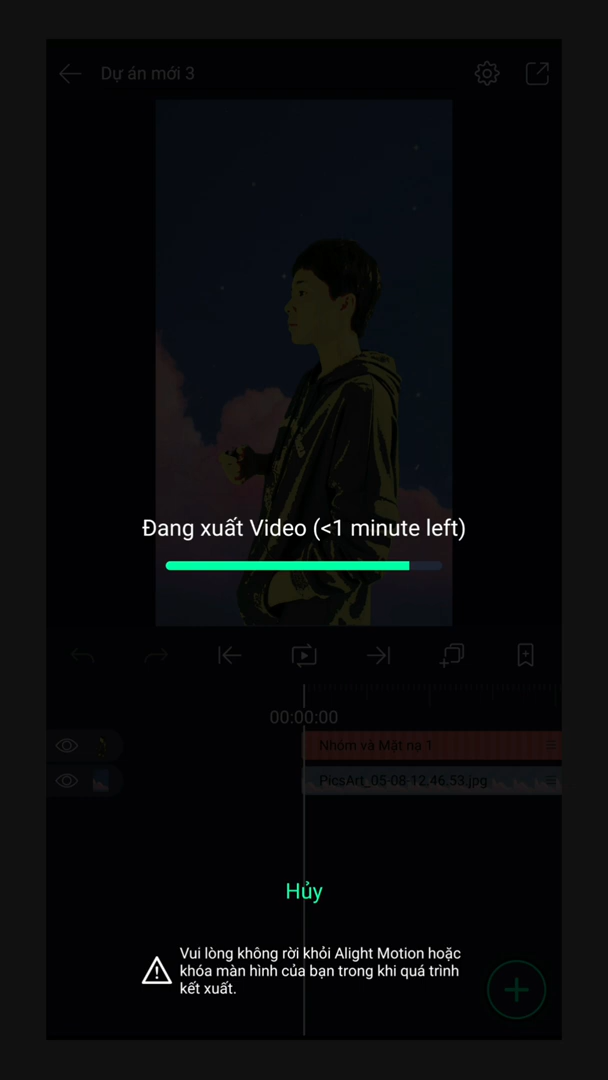 Dự án mới 3
Đang xuất Video (<1 minute left)
00:00:00
Nhóm và Mặt nạ 1
PicsArt_05-08-12.46.53.jpg
Hủy
Vui lòng không rời khỏi Alight Motion hoặc
khóa màn hình của bạn trong khi quá trình
kết xuất.